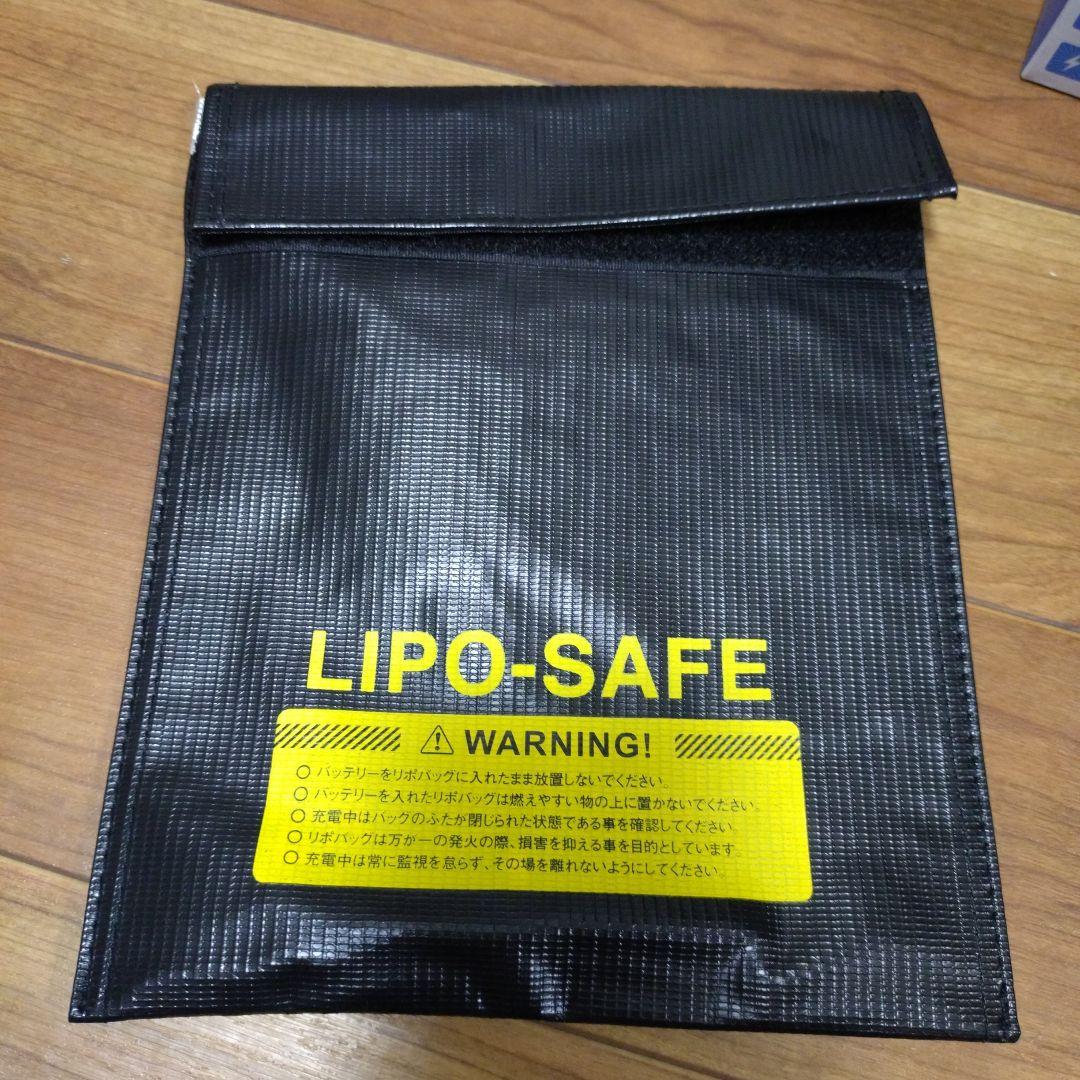 LIPO-SAFE
WARNING!
○ バッテリーをリポバッグに入れたまま放置しないでください。
○ バッテリーを入れたリポバッグは燃えやすい物の上に置かないでください。
○ 充電中はバックのふたか閉じられた状態である事を確認してください。
○ リポバッグは万が一の発火の際、損害を抑える事を目的としています。
○ 充電中は常に監視を怠らず、その場を離れないようにしてください。